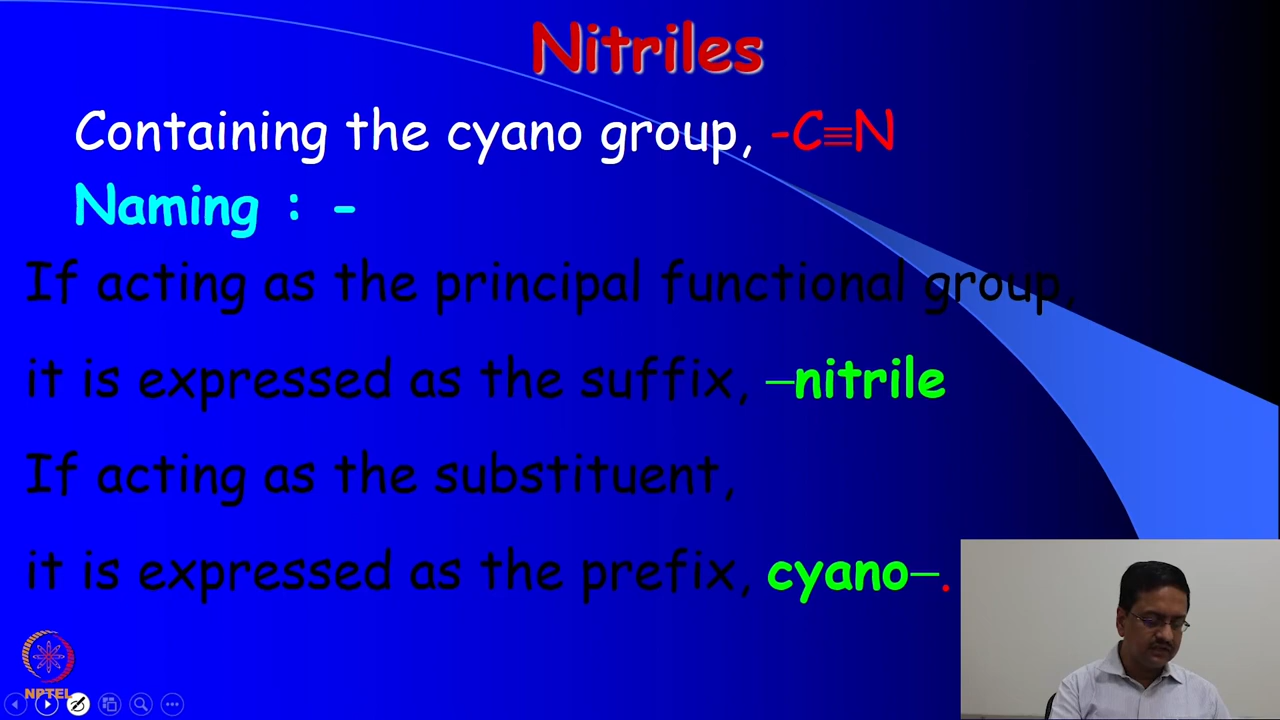 Nitriles
Containing the cyano group, -C≡N
Naming : -
If acting as the principal functional group,
it is expressed as the suffix, –nitrile
If acting as the substituent,
it is expressed as the prefix, cyano–.
NPTEL